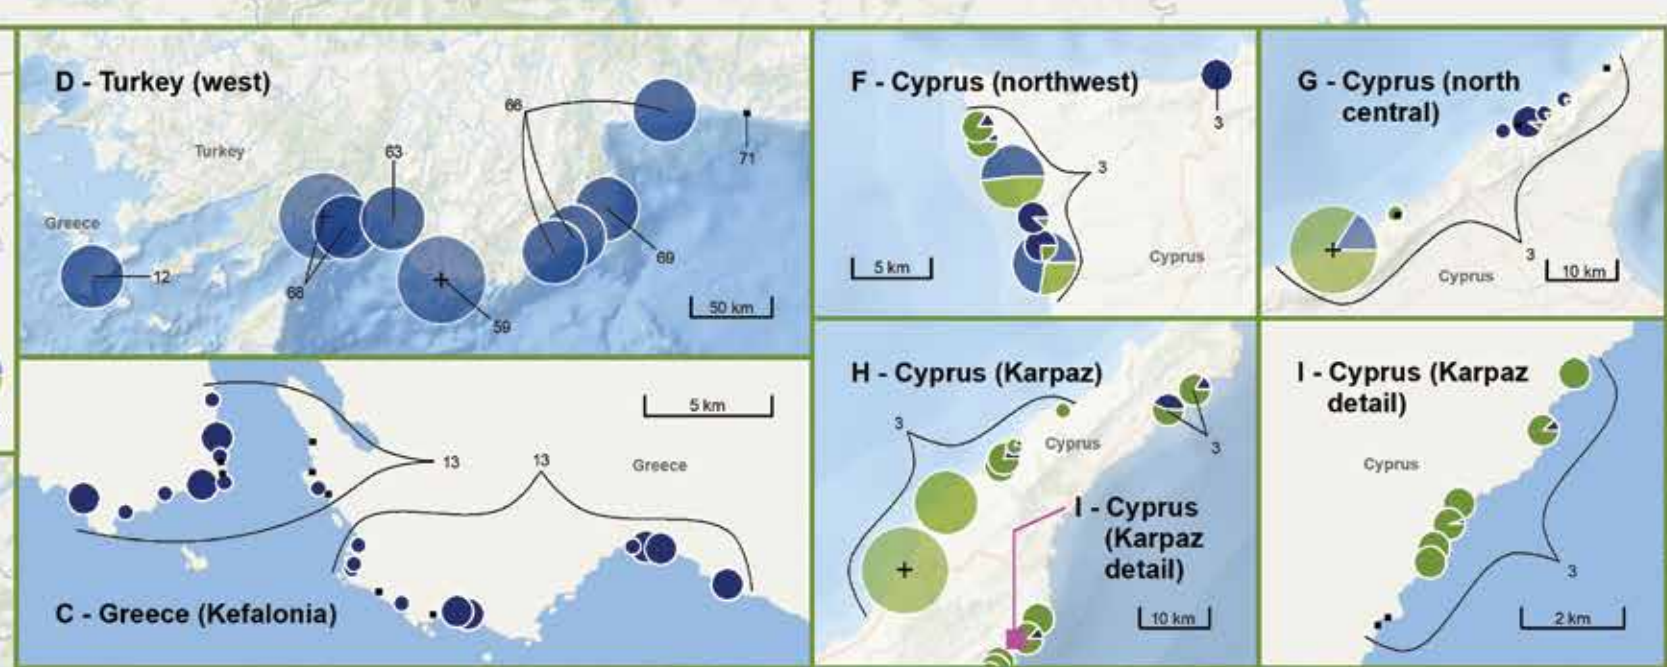 D - Turkey (west)
66
63
71
Turkey
Greece
12
68
69
59
50 km
F - Cyprus (northwest)
3
3
5 km
Cyprus
G - Cyprus (north
central)
3
Cyprus
10 km
5 km
13
13
Greece
C - Greece (Kefalonia)
H - Cyprus (Karpaz)
3
Cyprus
3
I - Cyprus
(Karpaz
detail)
10 km
I - Cyprus (Karpaz
detail)
Cyprus
3
2 km